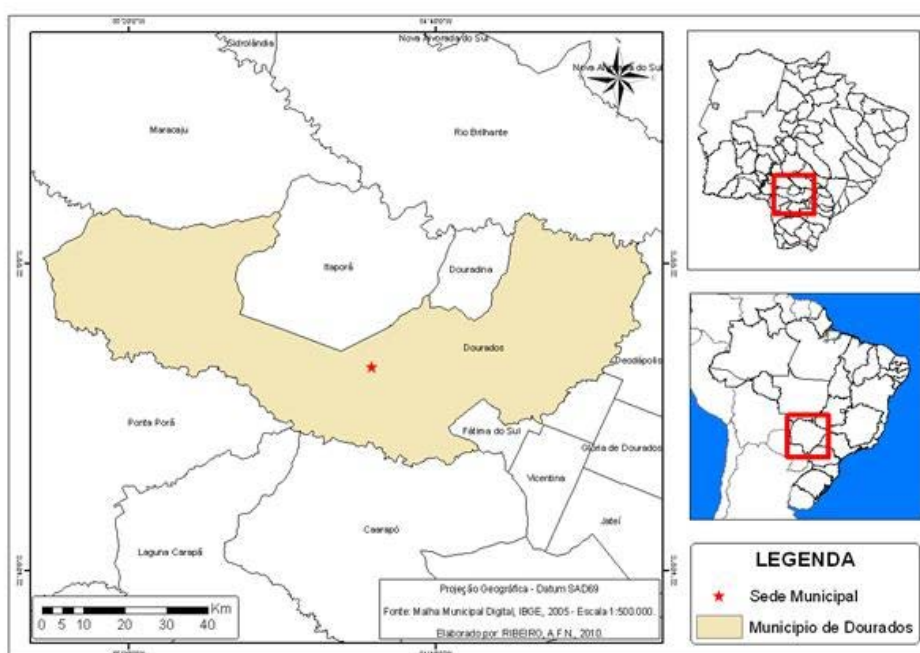 Sidrolândia
Nova Alvorada do Sul
Nova Alvorada do Sul
Maracaju
Rio Brilhante
Itaporã
Douradina
Dourados
Deodápolis
Ponta Porã
Fátima do Sul
Glória de Dourados
Vicentina
Jateí
Caarapó
Laguna Carapã
0 5 10 20 30 40 Km
Projeção Geográfica - Datum SAD69
Fonte: Malha Municipal Digital, IBGE, 2005 - Escala 1:500.000.
Elaborado por: RIBEIRO, A.F.N., 2010.
LEGENDA
Sede Municipal
Municipio de Dourados